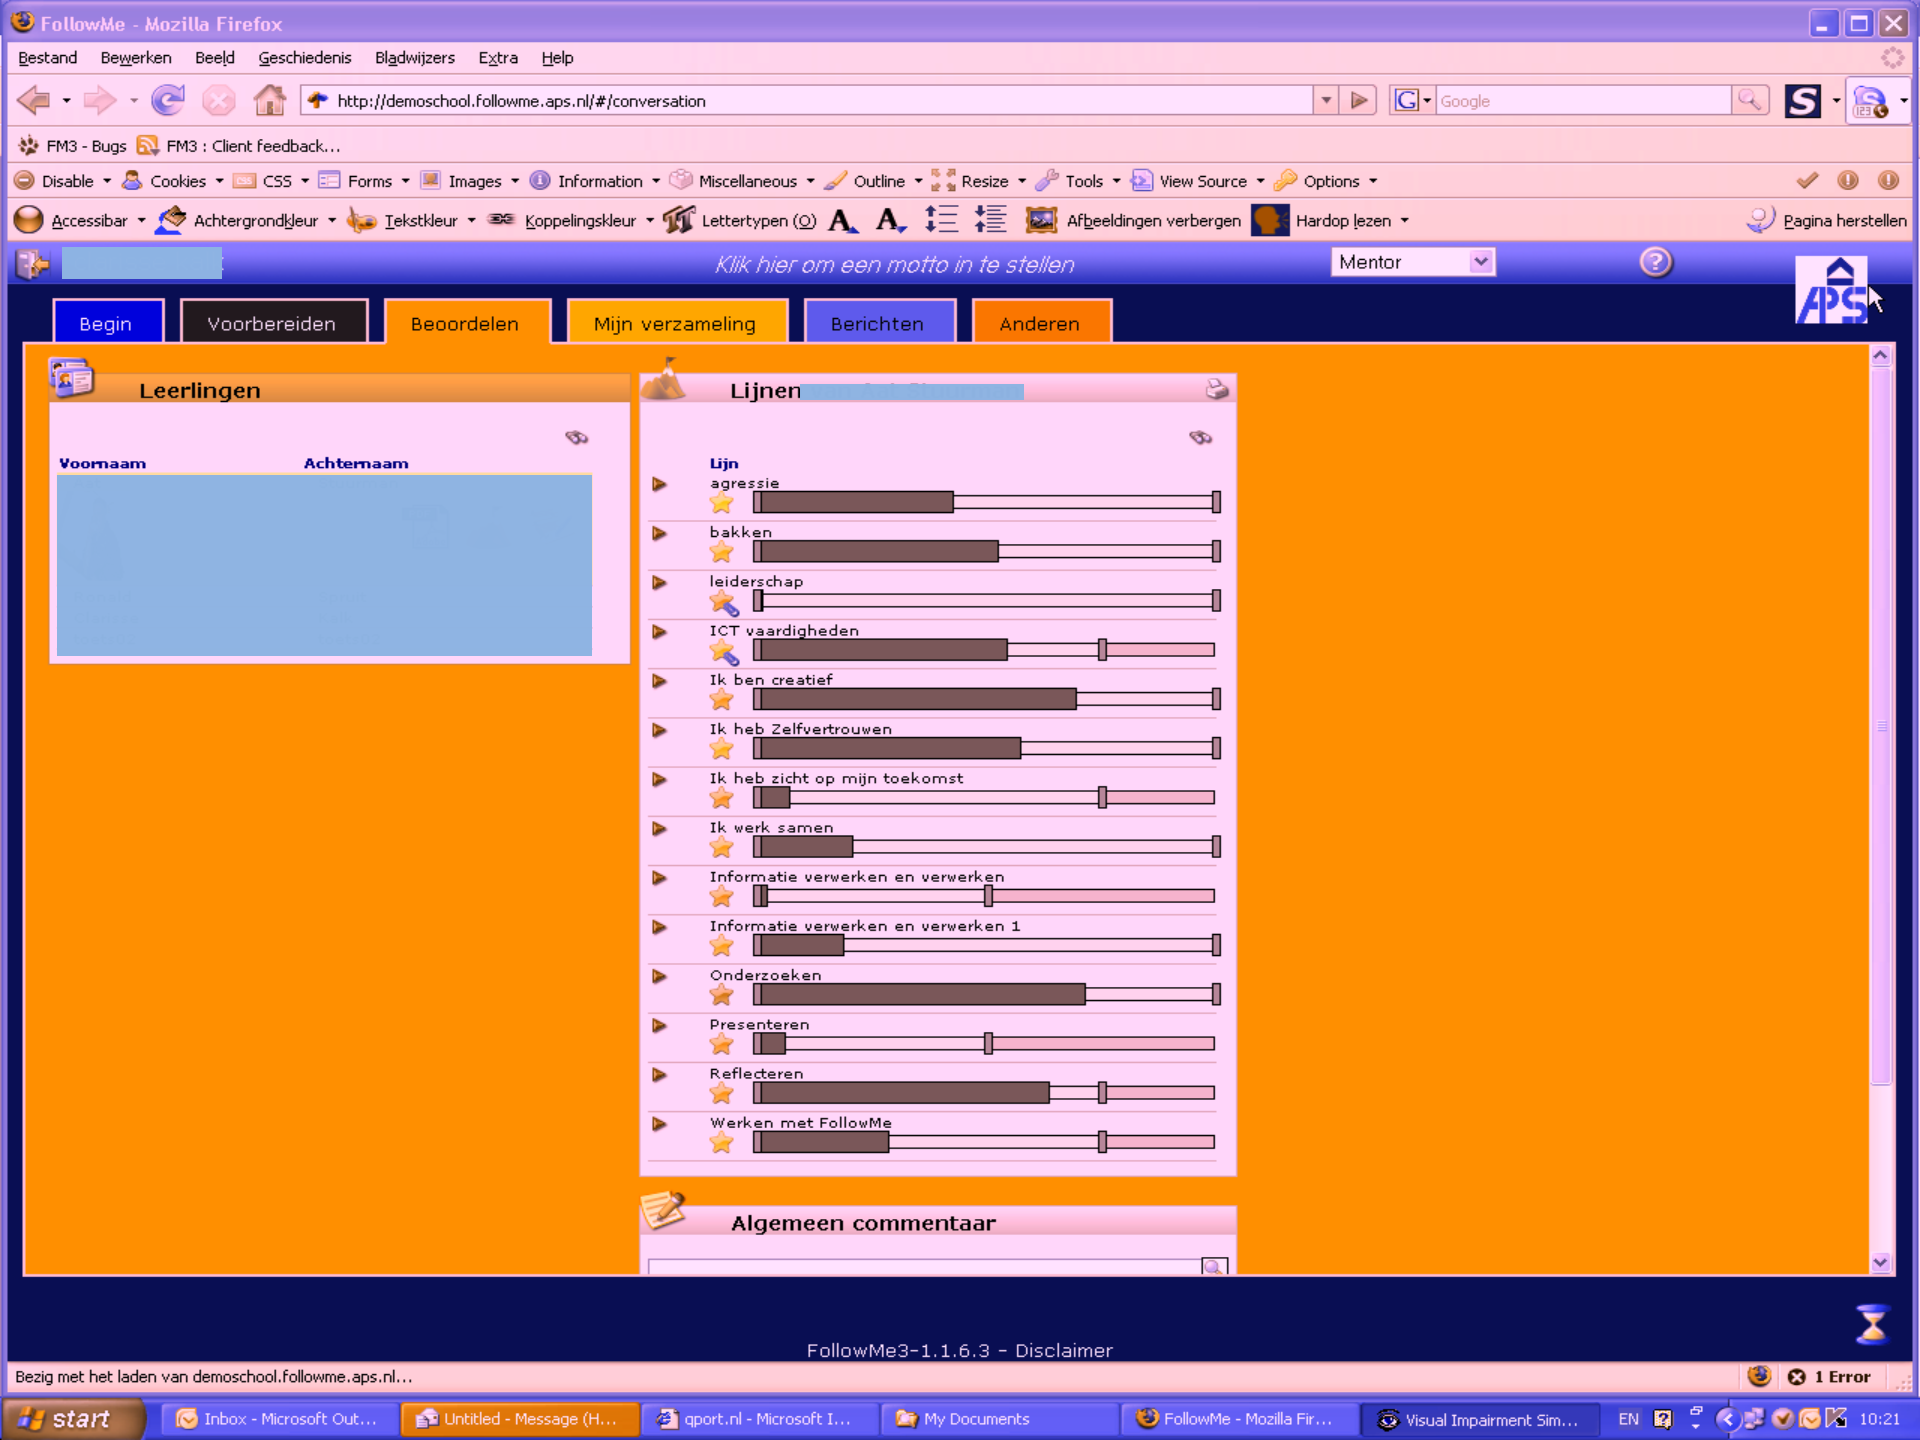 FollowMe - Mozilla Firefox
Bestand Bewerken Beeld Geschiedenis Bladwijzers Extra Help
http://demoschool.followme.aps.nl/#/conversation G Google S
FM3 - Bugs FM3 : Client feedback...
Disable Cookies CSS Forms Images Information Miscellaneous Outline Resize Tools View Source Options
Accessibar Achtergrondkleur Tekstkleur Koppelingskleur Lettertypen (O) A A Afbeeldingen verbergen Hardop lezen Pagina herstellen
Klik hier om een motto in te stellen Mentor ?
APS
Begin Voorbereiden Beoordelen Mijn verzameling Berichten Anderen
Leerlingen
Voornaam Achternaam
Lijnen
Lijn
agressie
bakken
leiderschap
ICT vaardigheden
Ik ben creatief
Ik heb Zelfvertrouwen
Ik heb zicht op mijn toekomst
Ik werk samen
Informatie verwerken en verwerken
Informatie verwerken en verwerken 1
Onderzoeken
Presenteren
Reflecteren
Werken met FollowMe
Algemeen commentaar
FollowMe3-1.1.6.3 - Disclaimer
Bezig met het laden van demoschool.followme.aps.nl... 1 Error
start Inbox - Microsoft Out... Untitled - Message (H... qport.nl - Microsoft I... My Documents FollowMe - Mozilla Fir... Visual Impairment Sim... EN ? 10:21